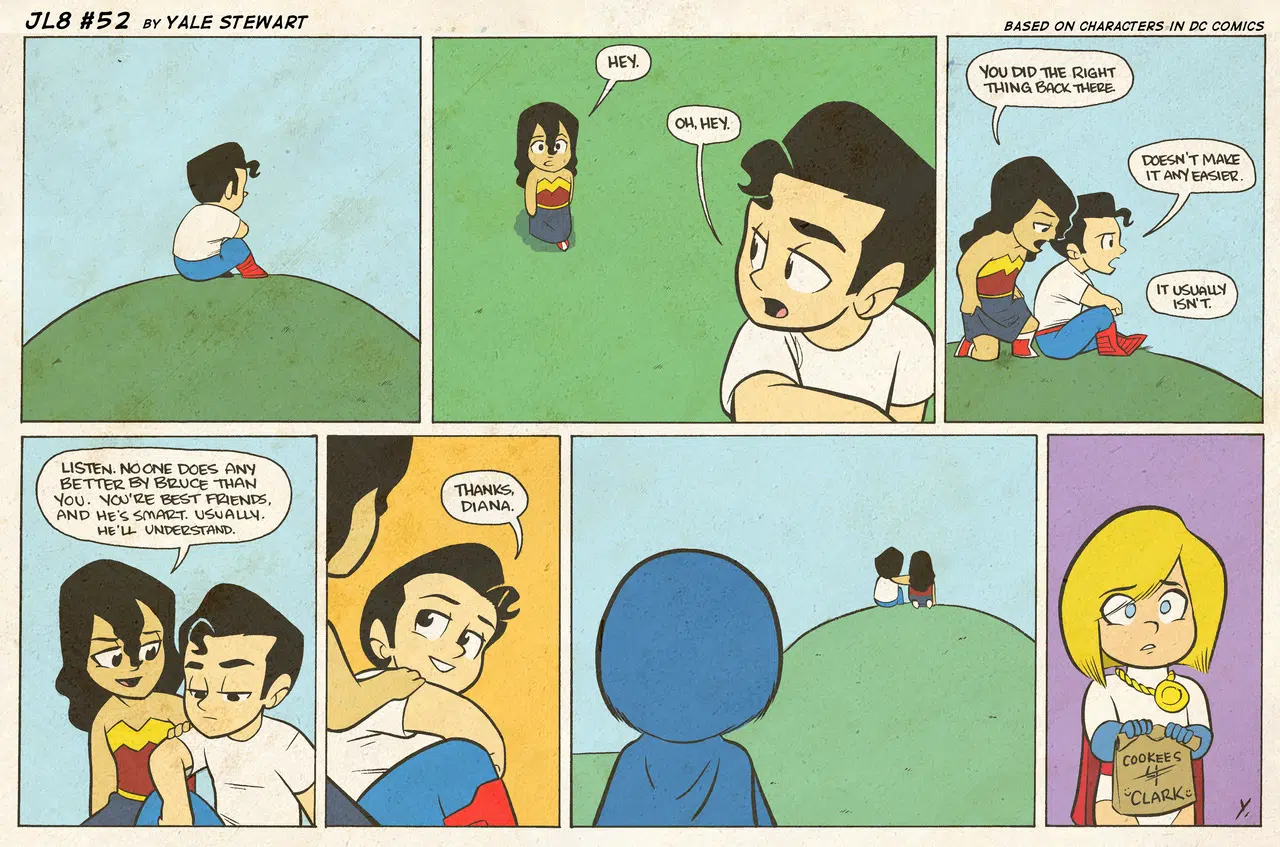 JL8 #52 BY YALE STEWART
BASED ON CHARACTERS IN DC COMICS
HEY.
OH, HEY.
YOU DID THE RIGHT
THING BACK THERE.
DOESN'T MAKE
IT ANY EASIER.
IT USUALLY
ISN'T.
LISTEN. NO ONE DOES ANY
BETTER BY BRUCE THAN
YOU. YOU'RE BEST FRIENDS,
AND HE'S SMART. USUALLY.
HE'LL UNDERSTAND.
THANKS,
DIANA.
COOKEES
4
CLARK
Y.